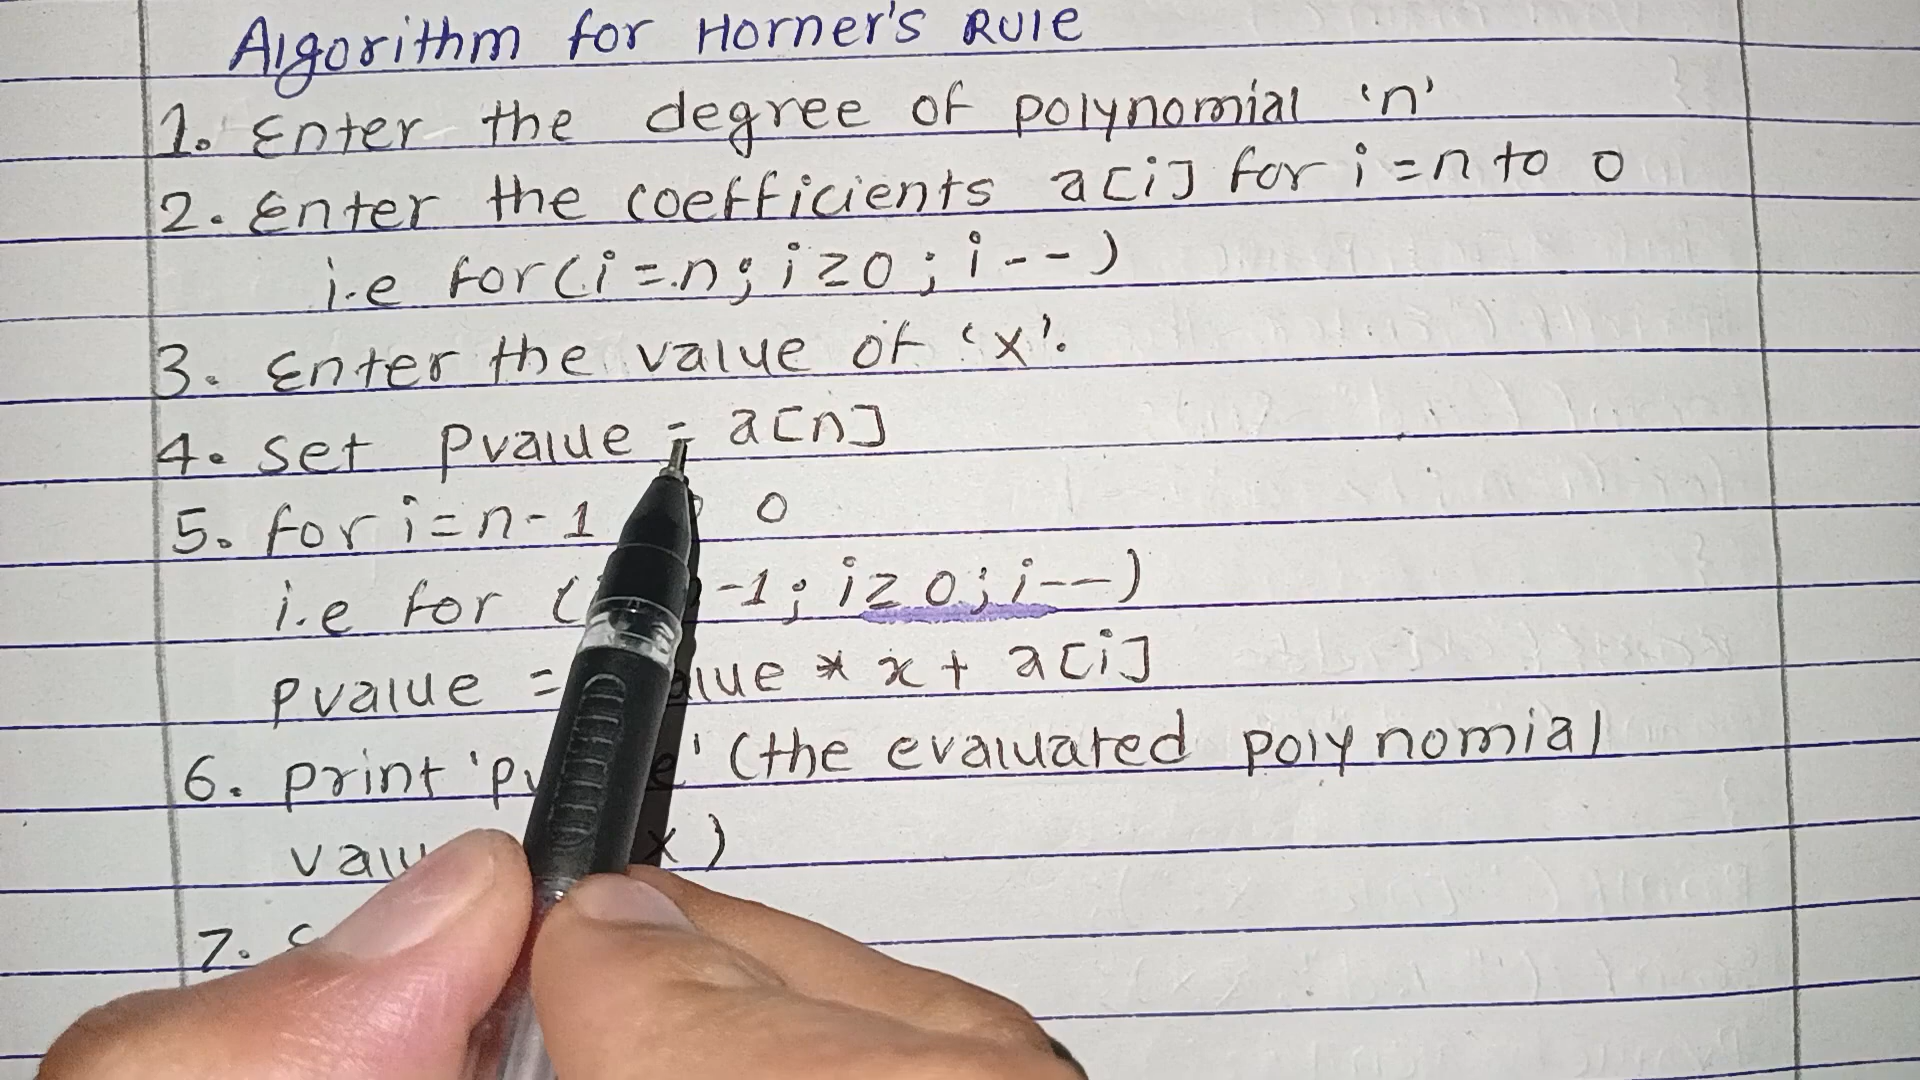 Algorithm for Horner's Rule
1. Enter the degree of polynomial 'n'
2. Enter the coefficients a[i] for i=n to 0
i.e for(i=n; i≥0; i--)
3. Enter the value of 'x'.
4. Set Pvalue = a[n]
5. for i=n-1 0
i.e for ( -1; i≥0; i--)
Pvalue = * x + a[i]
6. print (the evaluated polynomial
x)
7.